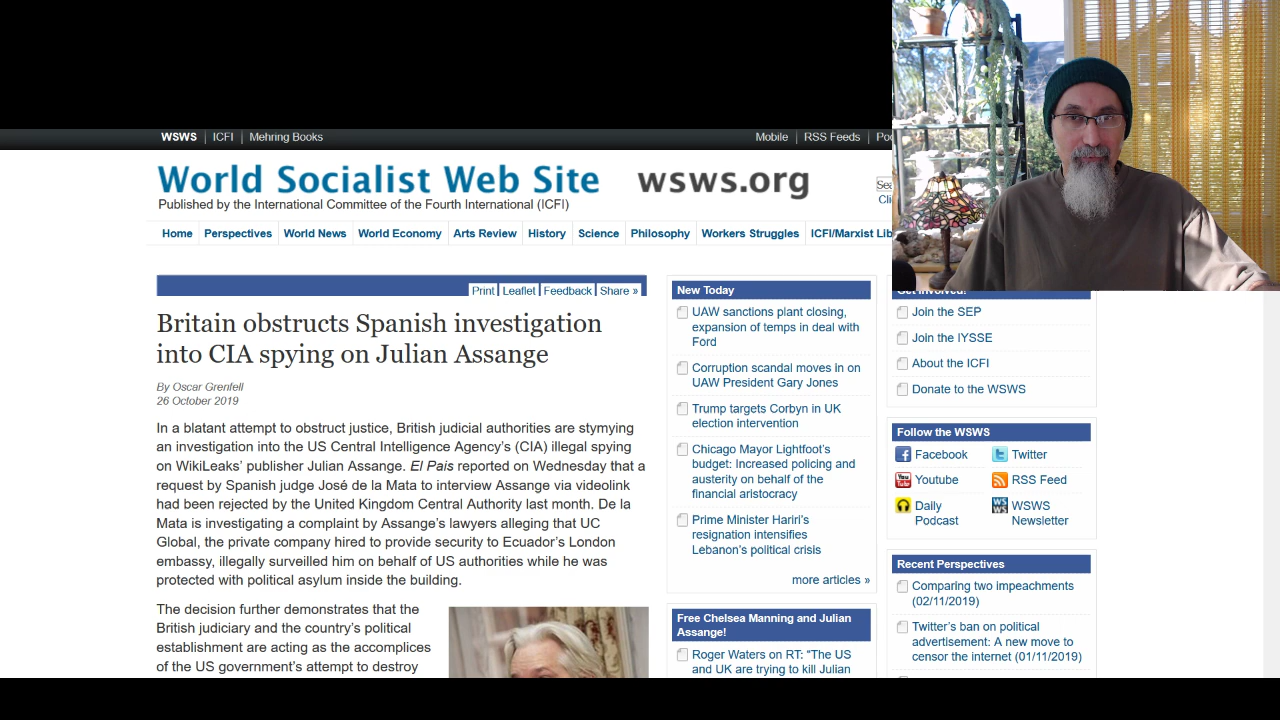 WSWS | ICFI | Mehring Books
Mobile | RSS Feeds |
World Socialist Web Site wsws.org
Published by the International Committee of the Fourth International (ICFI)
Home Perspectives World News World Economy Arts Review History Science Philosophy Workers Struggles ICFI/Marxist
Print Leaflet Feedback Share »
Britain obstructs Spanish investigation
into CIA spying on Julian Assange
By Oscar Grenfell
26 October 2019
In a blatant attempt to obstruct justice, British judicial authorities are stymying
an investigation into the US Central Intelligence Agency's (CIA) illegal spying
on WikiLeaks' publisher Julian Assange. El Pais reported on Wednesday that a
request by Spanish judge José de la Mata to interview Assange via videolink
had been rejected by the United Kingdom Central Authority last month. De la
Mata is investigating a complaint by Assange's lawyers alleging that UC
Global, the private company hired to provide security to Ecuador's London
embassy, illegally surveilled him on behalf of US authorities while he was
protected with political asylum inside the building.
The decision further demonstrates that the
British judiciary and the country's political
establishment are acting as the accomplices
of the US government's attempt to destroy
New Today
UAW sanctions plant closing,
expansion of temps in deal with
Ford
Corruption scandal moves in on
UAW President Gary Jones
Trump targets Corbyn in UK
election intervention
Chicago Mayor Lightfoot's
budget: Increased policing and
austerity on behalf of the
financial aristocracy
Prime Minister Hariri's
resignation intensifies
Lebanon's political crisis
more articles »
Free Chelsea Manning and Julian
Assange!
Roger Waters on RT: "The US
and UK are trying to kill Julian
Get Involved!
Join the SEP
Join the IYSSE
About the ICFI
Donate to the WSWS
Follow the WSWS
Facebook Twitter
Youtube RSS Feed
Daily
Podcast
WSWS
Newsletter
Recent Perspectives
Comparing two impeachments
(02/11/2019)
Twitter's ban on political
advertisement: A new move to
censor the internet (01/11/2019)